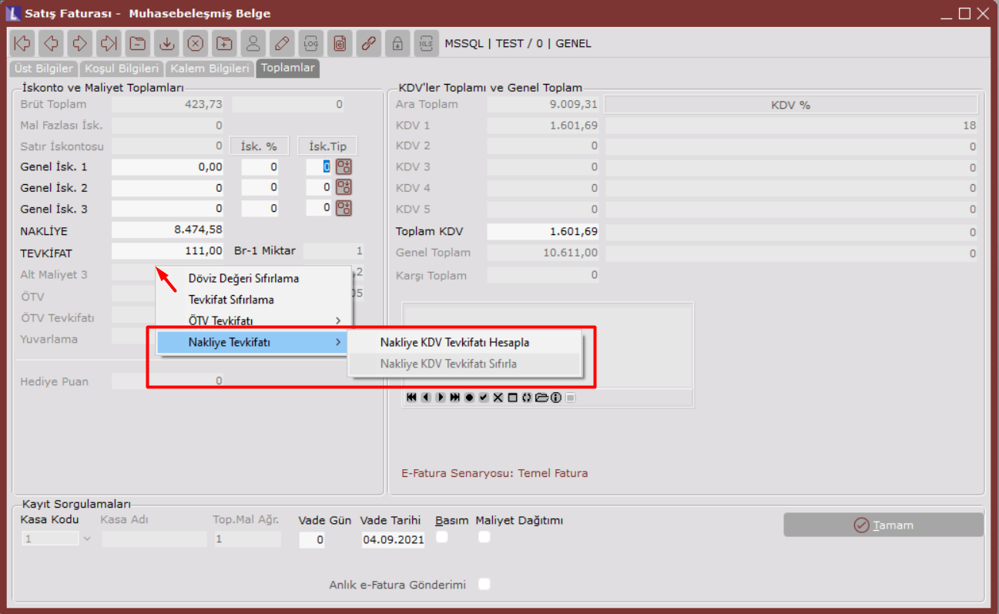 Satış Faturası - Muhasebeleşmiş Belge
LOG
XLS
MSSQL | TEST / 0 | GENEL
Üst Bilgiler Koşul Bilgileri Kalem Bilgileri Toplamlar
İskonto ve Maliyet Toplamları
Brüt Toplam 423,73 0
Mal Fazlası İsk. 0
Satır İskontosu 0 İsk. % İsk.Tip
Genel İsk. 1 0,00 0 0
Genel İsk. 2 0 0 0
Genel İsk. 3 0 0 0
NAKLİYE 8.474,58
TEVKİFAT 111,00 Br-1 Miktar 1
Alt Maliyet 3 ,2
ÖTV 05
ÖTV Tevkifatı
Yuvarlama
Hediye Puan 0
Döviz Değeri Sıfırlama
Tevkifat Sıfırlama
ÖTV Tevkifatı
Nakliye Tevkifatı
Nakliye KDV Tevkifatı Hesapla
Nakliye KDV Tevkifatı Sıfırla
KDV'ler Toplamı ve Genel Toplam
Ara Toplam 9.009,31 KDV %
KDV 1 1.601,69 18
KDV 2 0 0
KDV 3 0 0
KDV 4 0 0
KDV 5 0 0
Toplam KDV 1.601,69 0
Genel Toplam 10.611,00 0
Karşı Toplam 0
E-Fatura Senaryosu: Temel Fatura
Kayıt Sorgulamaları
Kasa Kodu Kasa Adı Top.Mal Ağr. Vade Gün Vade Tarihi Basım Maliyet Dağıtımı
1 1 0 04.09.2021
Tamam
Anlık e-Fatura Gönderimi